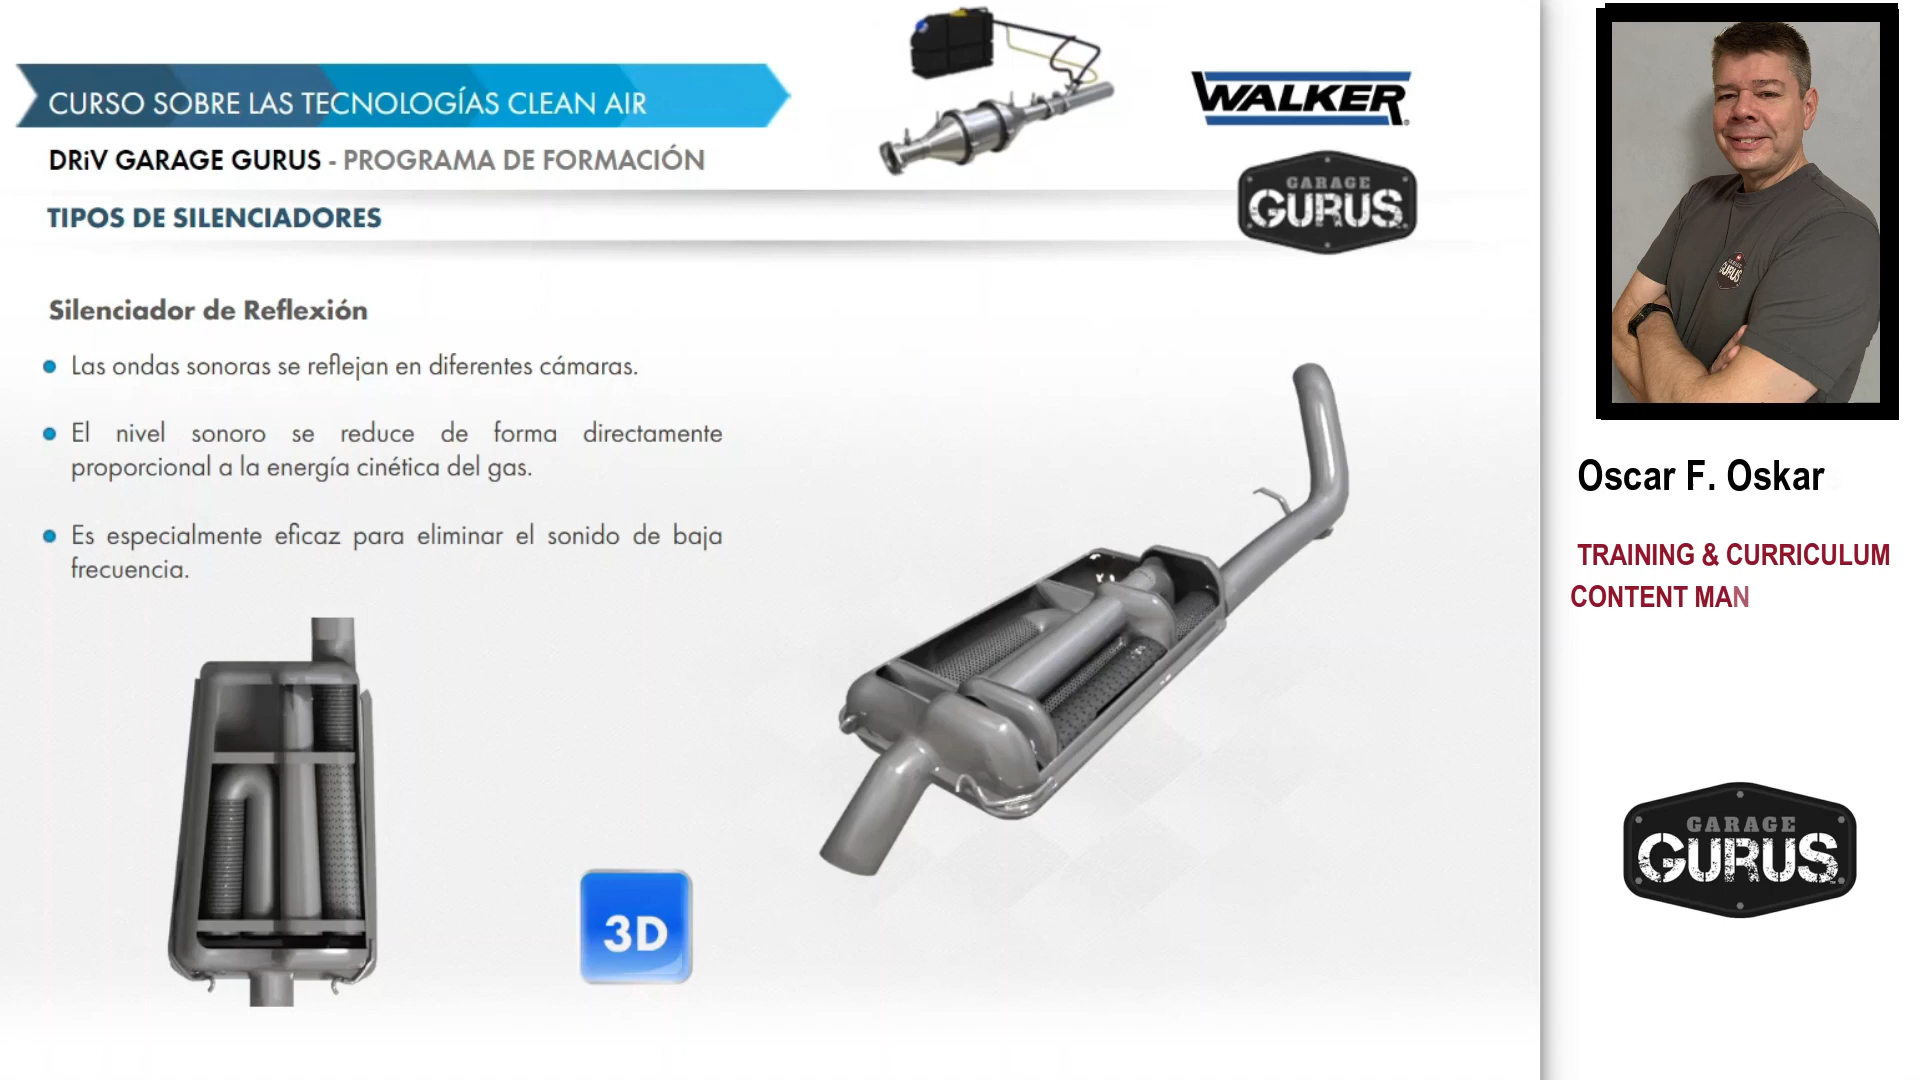 CURSO SOBRE LAS TECNOLOGÍAS CLEAN AIR
DRiV GARAGE GURUS - PROGRAMA DE FORMACIÓN
WALKER®
GARAGE
GURUS
TIPOS DE SILENCIADORES
Silenciador de Reflexión
Las ondas sonoras se reflejan en diferentes cámaras.
El nivel sonoro se reduce de forma directamente
proporcional a la energía cinética del gas.
Es especialmente eficaz para eliminar el sonido de baja
frecuencia.
3D
GARAGE
GURUS
Oscar F. Oskar
TRAINING & CURRICULUM
CONTENT MAN
GARAGE
GURUS™